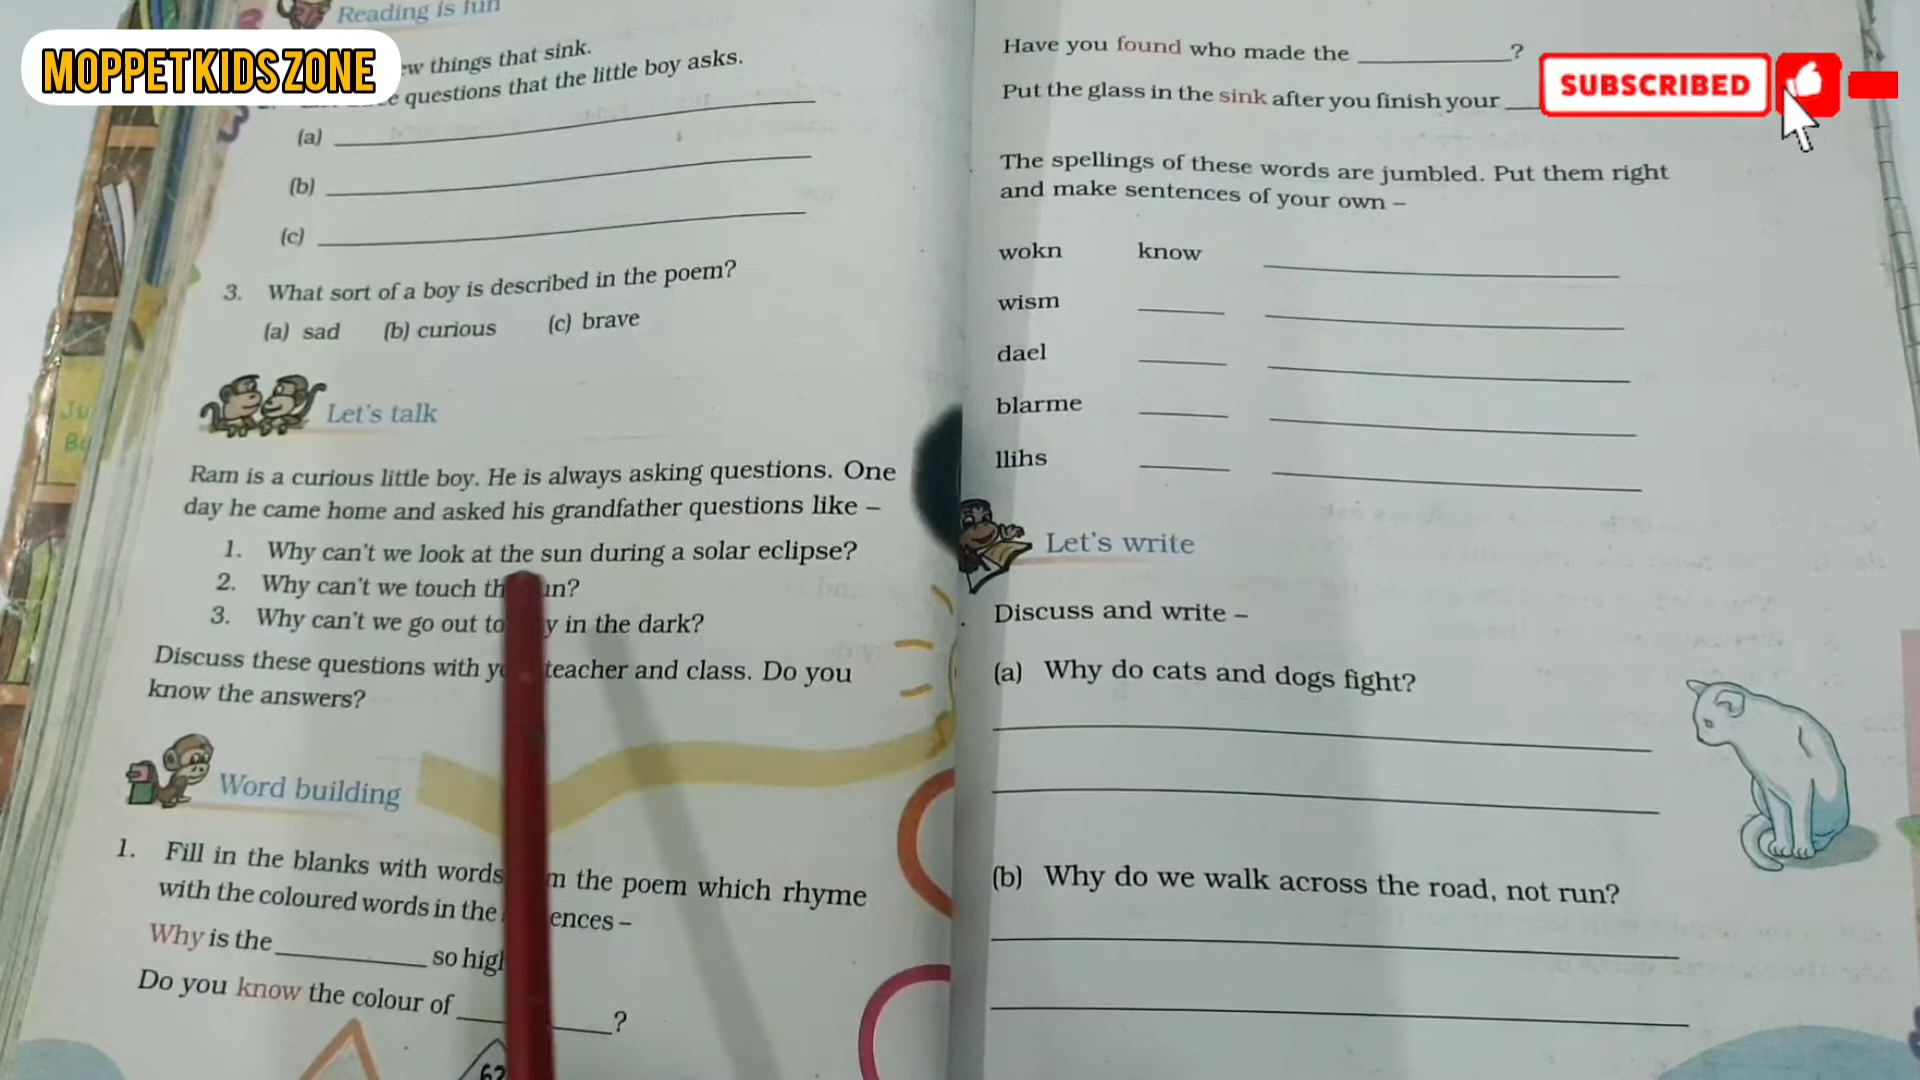 Reading is fun
MOPPET KIDS ZONE
things that sink.
questions that the little boy asks.
(a)
(b)
(c)
3. What sort of a boy is described in the poem?
(a) sad (b) curious (c) brave
Let's talk
Ram is a curious little boy. He is always asking questions. One
day he came home and asked his grandfather questions like –
1. Why can't we look at the sun during a solar eclipse?
2. Why can't we touch
3. Why can't we go out to in the dark?
Discuss these questions with teacher and class. Do you
know the answers?
Word building
1. Fill in the blanks with words the poem which rhyme
with the coloured words in the
Why is the so
Do you know the colour of ?
62
Have you found who made the ?
Put the glass in the sink after you finish your
SUBSCRIBED
The spellings of these words are jumbled. Put them right
and make sentences of your own –
wokn know
wism
dael
blarme
llihs
Let's write
Discuss and write –
(a) Why do cats and dogs fight?
(b) Why do we walk across the road, not run?